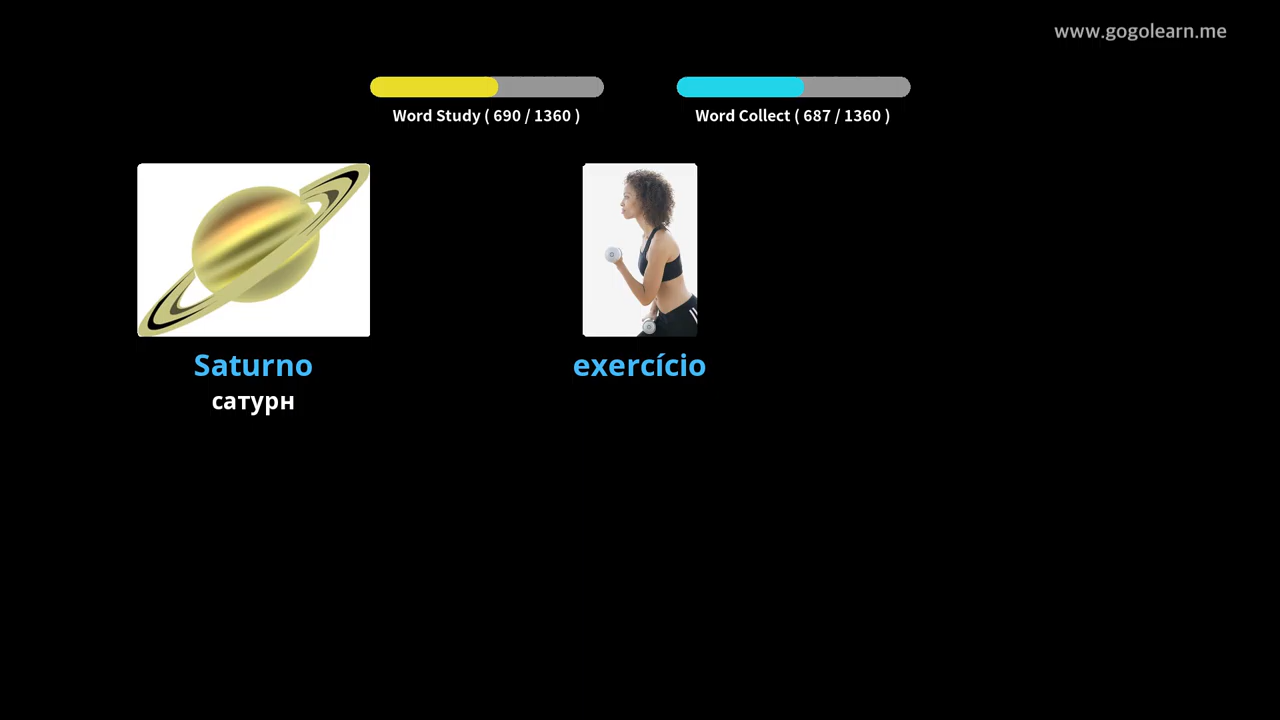 www.gogolearn.me
Word Study ( 690 / 1360 )
Word Collect ( 687 / 1360 )
Saturno
сатурн
exercício